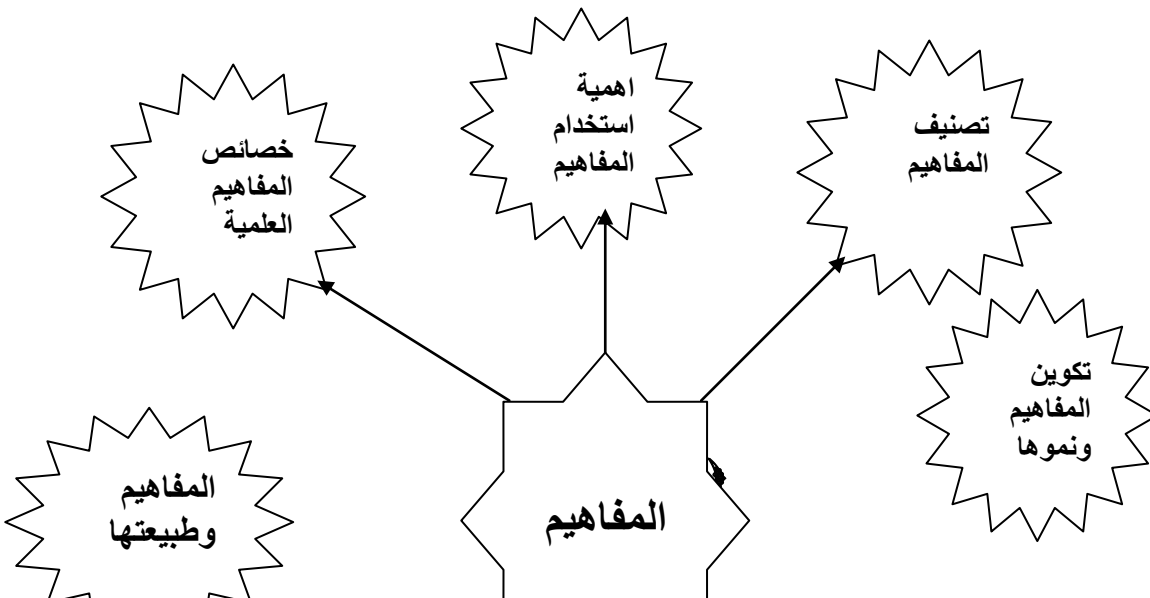 اهمية
استخدام
المفاهيم
تصنيف
المفاهيم
خصائص
المفاهيم
العلمية
تكوين
المفاهيم
ونموها
المفاهيم
وطبيعتها
المفاهيم